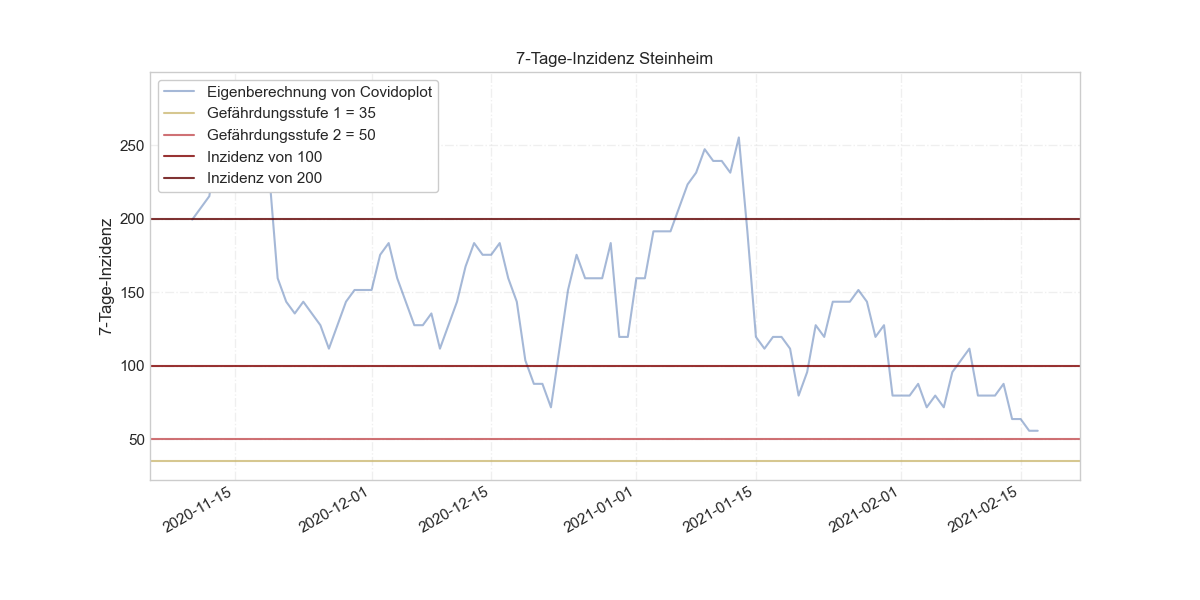 7-Tage-Inzidenz Steinheim
Eigenberechnung von Covidoplot
Gefährdungsstufe 1 = 35
Gefährdungsstufe 2 = 50
Inzidenz von 100
Inzidenz von 200
7-Tage-Inzidenz
250
200
150
100
50
2020-11-15
2020-12-01
2020-12-15
2021-01-01
2021-01-15
2021-02-01
2021-02-15